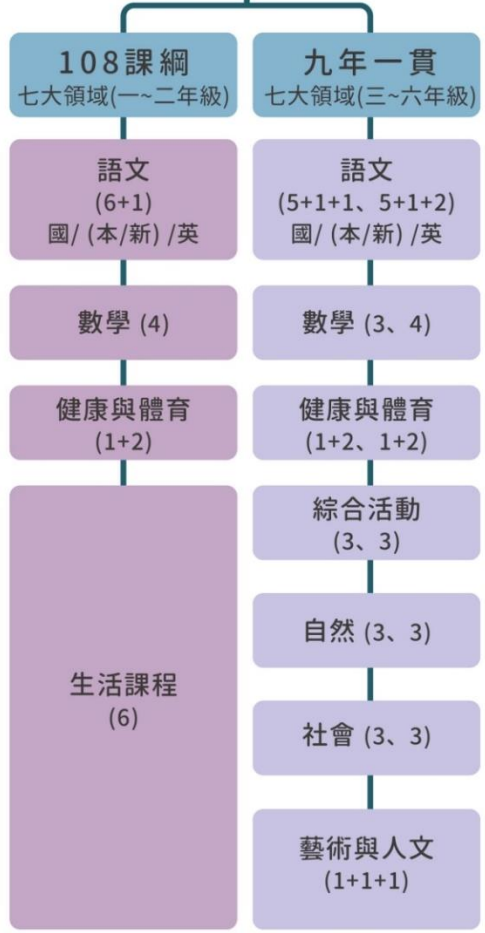 108課綱
七大領域(一~二年級)
語文
(6+1)
國/ (本/新) /英
數學 (4)
健康與體育
(1+2)
生活課程
(6)
九年一貫
七大領域(三~六年級)
語文
(5+1+1、5+1+2)
國/ (本/新) /英
數學 (3、4)
健康與體育
(1+2、1+2)
綜合活動
(3、3)
自然 (3、3)
社會 (3、3)
藝術與人文
(1+1+1)